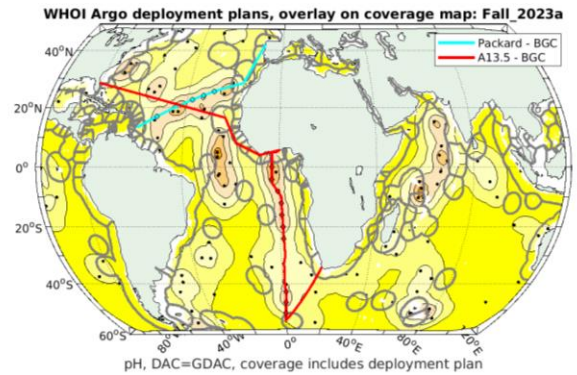 WHOI Argo deployment plans, overlay on coverage map: Fall_2023a
Packard - BGC
A13.5 - BGC
40°N
20°N
0°
20°S
40°S
60°S
80°W
40°W
0°
40°E
80°E
pH, DAC=GDAC, coverage includes deployment plan